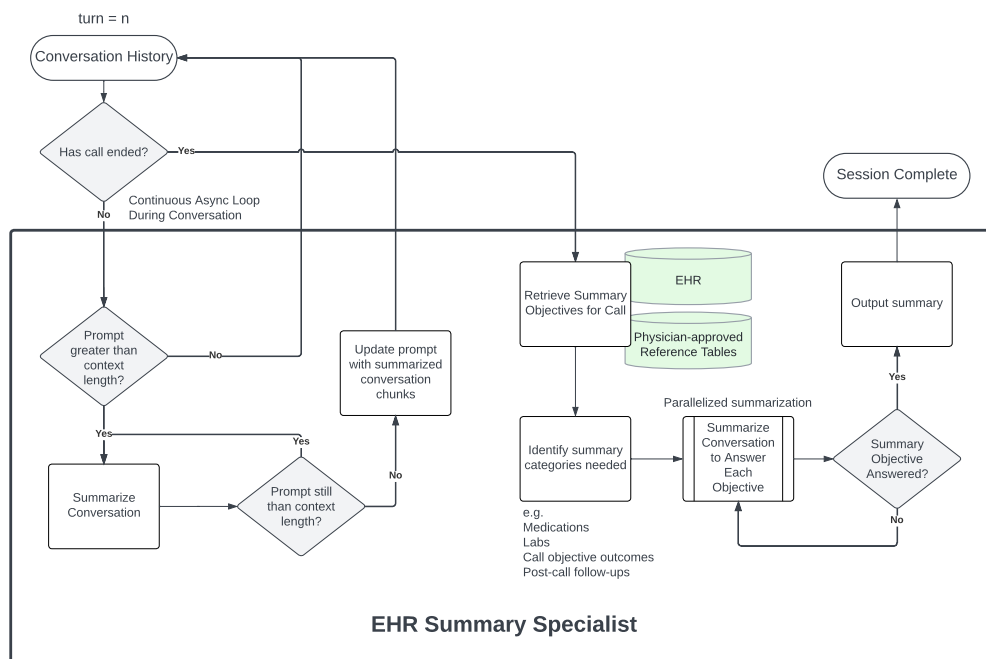 turn = n
Conversation History
Has call ended?
Yes
No
Continuous Async Loop
During Conversation
Session Complete
Retrieve Summary
Objectives for Call
EHR
Physician-approved
Reference Tables
Output summary
Prompt
greater than
context
length?
No
Update prompt
with summarized
conversation
chunks
Yes
Yes
Summarize
Conversation
Prompt still
than context
length?
No
Identify summary
categories needed
e.g.
Medications
Labs
Call objective outcomes
Post-call follow-ups
Parallelized summarization
Summarize
Conversation
to Answer
Each
Objective
Yes
Summary
Objective
Answered?
No
EHR Summary Specialist